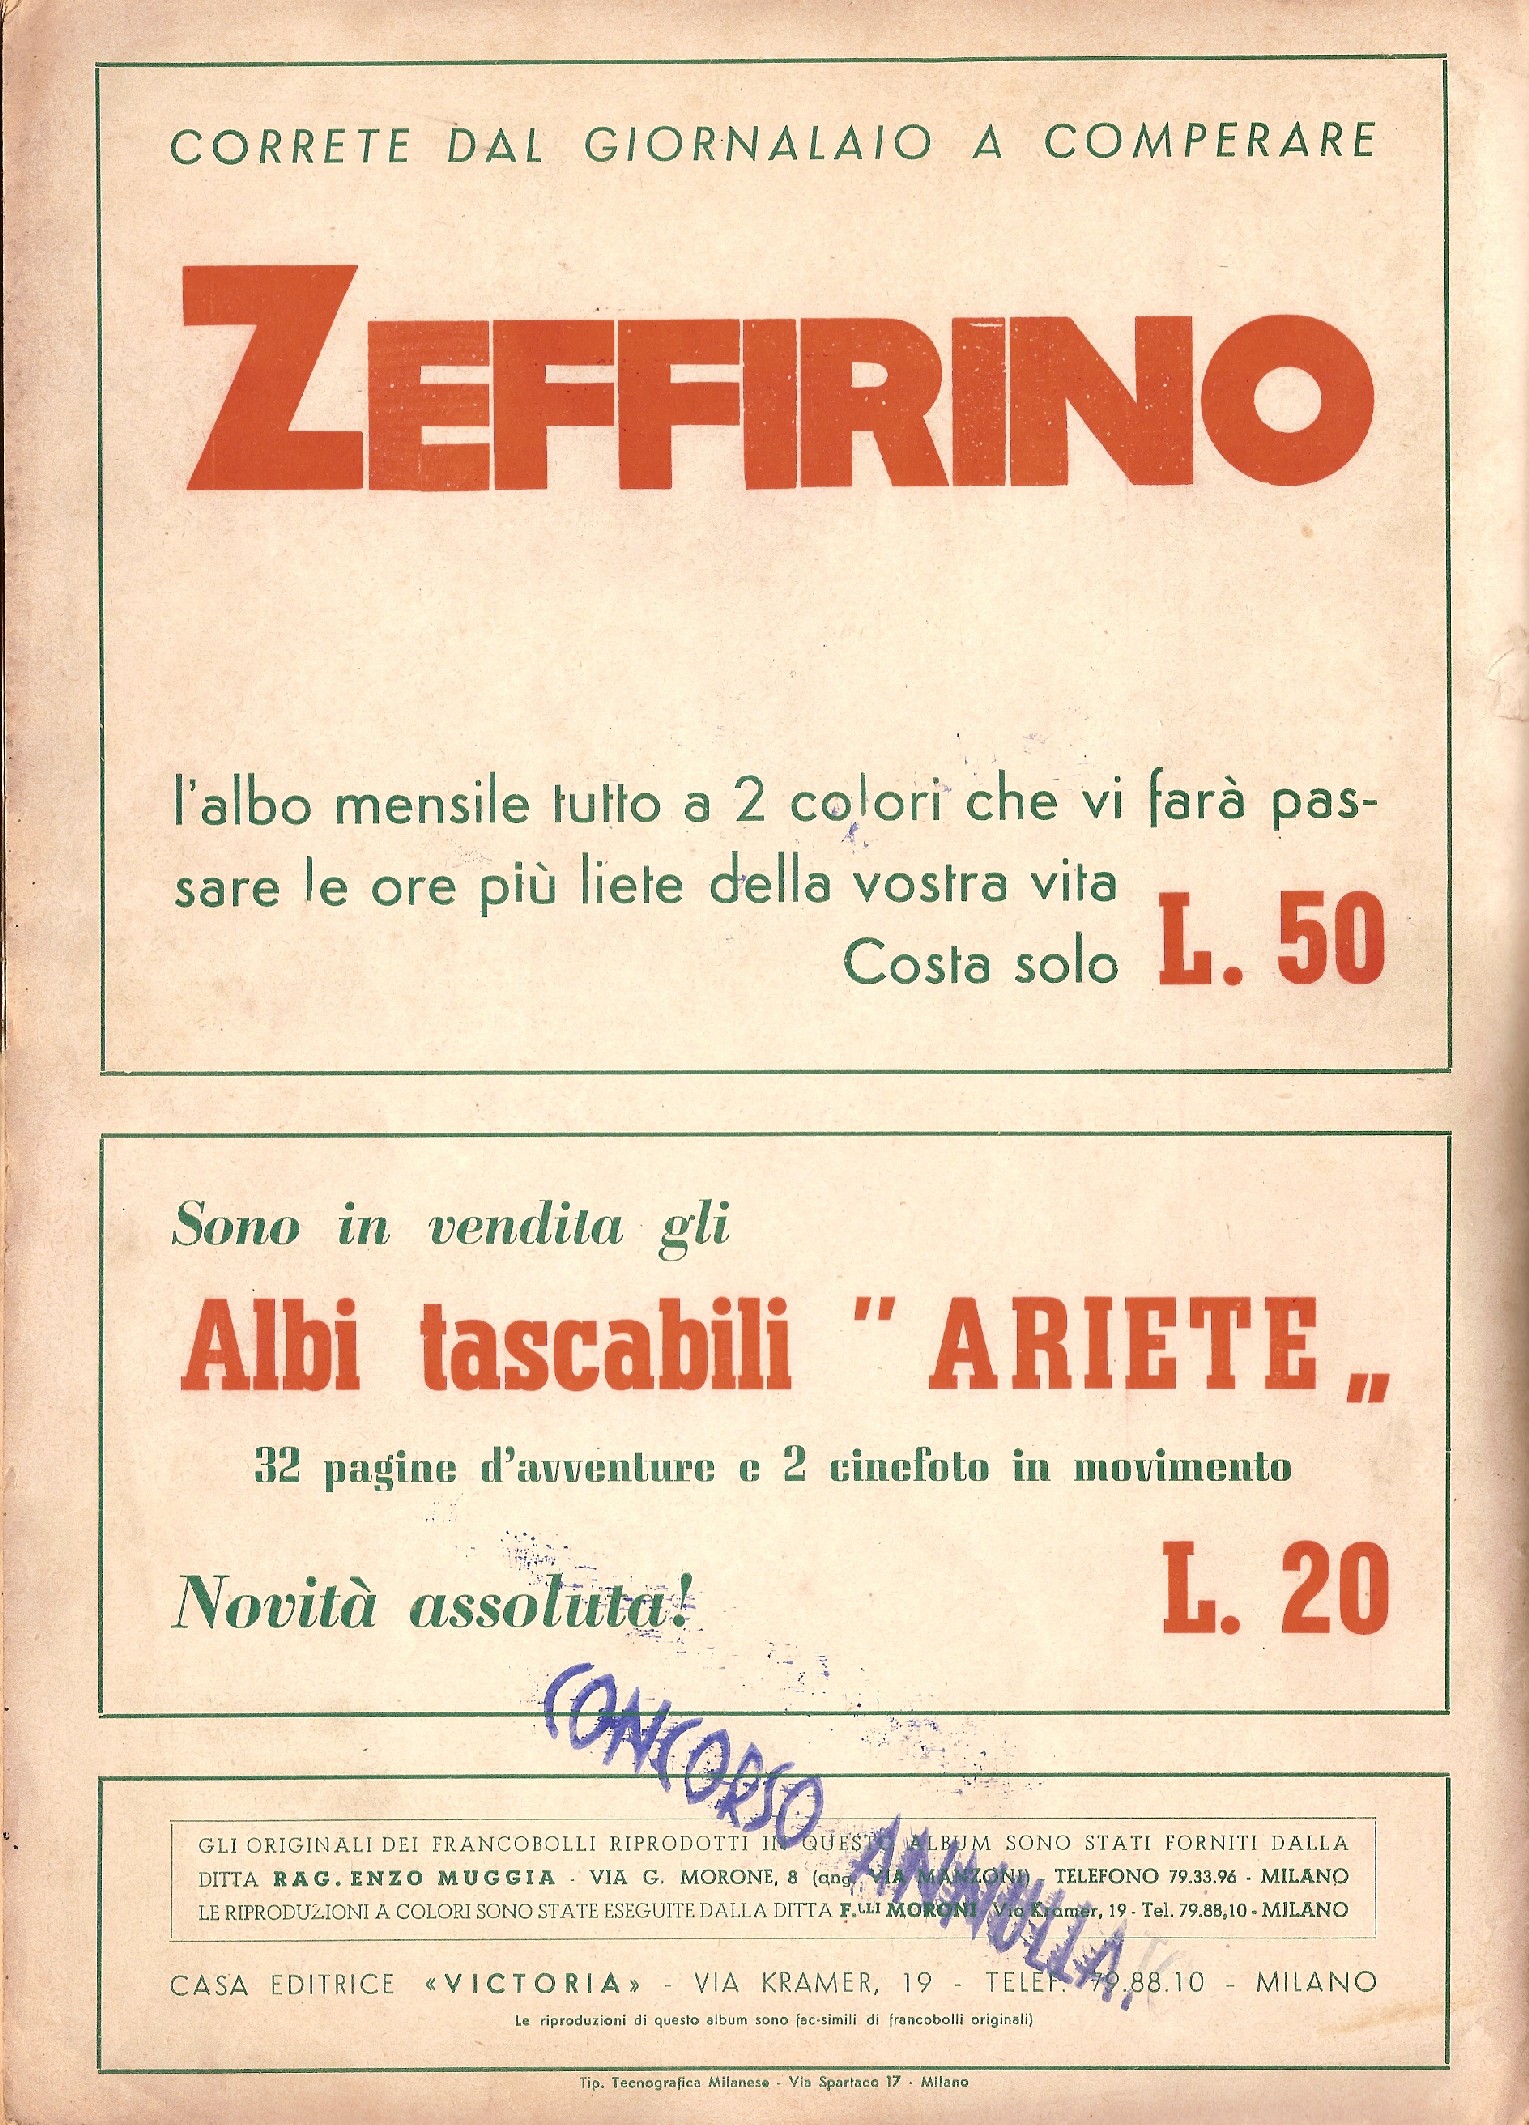 CORRETE DAL GIORNALAIO A COMPERARE
ZEFFIRINO
l'albo mensile tutto a 2 colori che vi farà pas-
sare le ore più liete della vostra vita
Costa solo L. 50
Sono in vendita gli
Albi tascabili " ARIETE „
32 pagine d'avventure e 2 cinefoto in movimento
Novità assoluta! L. 20
CONCORSO ANNULLA
GLI ORIGINALI DEI FRANCOBOLLI RIPRODOTTI IN QUESTO ALBUM SONO STATI FORNITI DALLA
DITTA RAG. ENZO MUGGIA - VIA G. MORONE, 8 (ang. VIA MANZONI) - TELEFONO 79.33.96 - MILANO
LE RIPRODUZIONI A COLORI SONO STATE ESEGUITE DALLA DITTA F.LLI MORONI Via Kramer, 19 - Tel. 79.88,10 - MILANO
CASA EDITRICE «VICTORIA» - VIA KRAMER, 19 - TELEF. 79.88.10 - MILANO
Le riproduzioni di questo album sono fac-simili di francobolli originali)
Tip. Tecnografica Milanese - Via Spartaco 17 - Milano